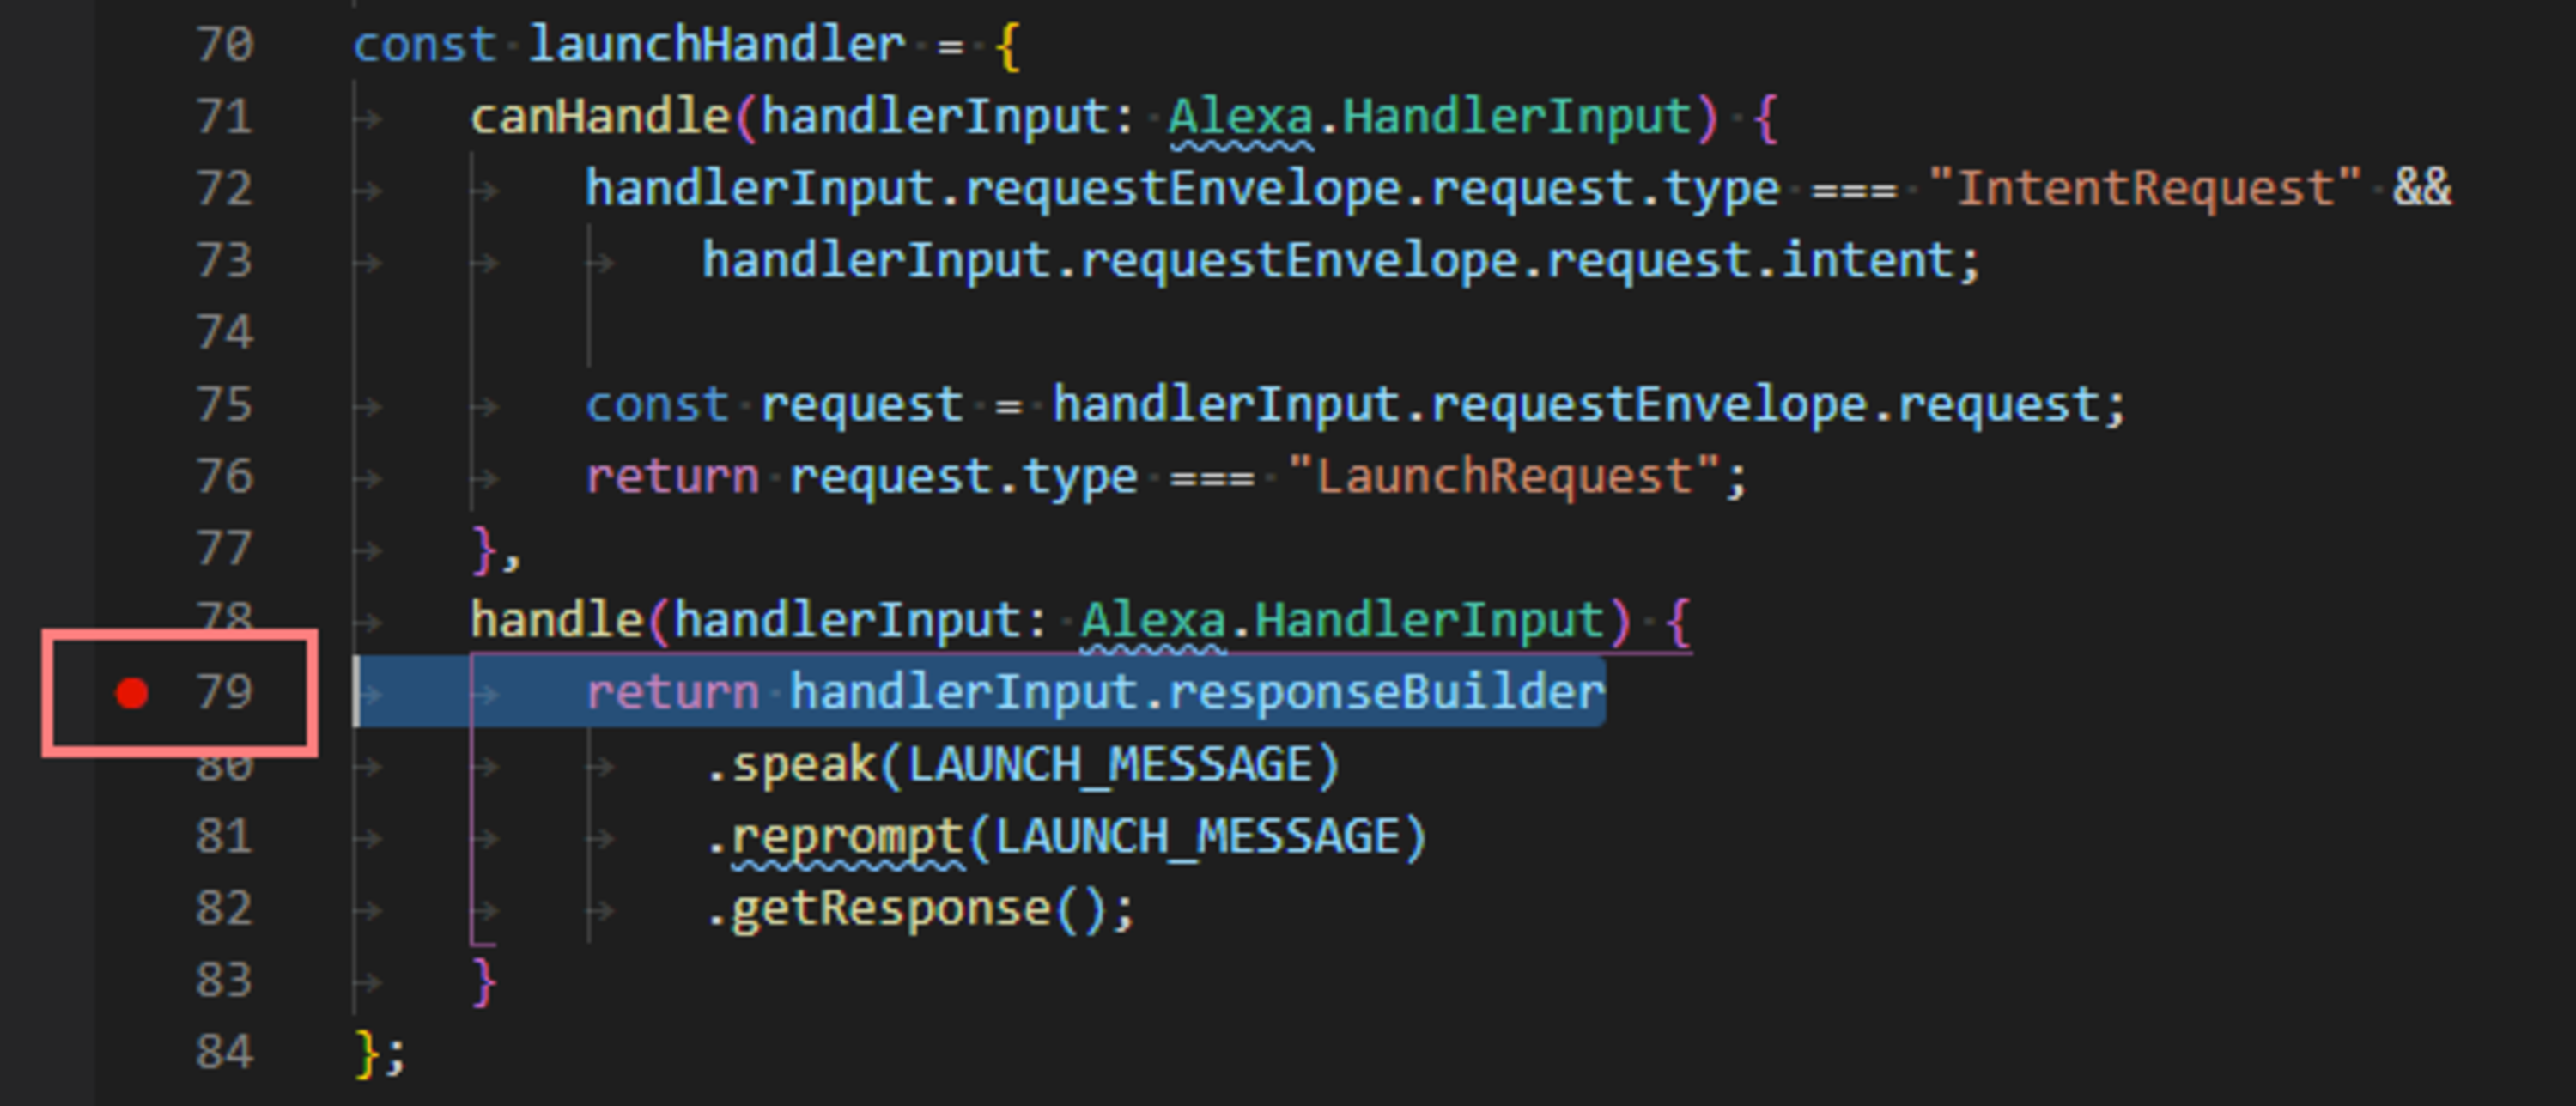 70 const launchHandler = {
71 canHandle(handlerInput: Alexa.HandlerInput) {
72 handlerInput.requestEnvelope.request.type === "IntentRequest" &&
73 handlerInput.requestEnvelope.request.intent;
74
75 const request = handlerInput.requestEnvelope.request;
76 return request.type === "LaunchRequest";
77 },
78 handle(handlerInput: Alexa.HandlerInput) {
79 return handlerInput.responseBuilder
80 .speak(LAUNCH_MESSAGE)
81 .reprompt(LAUNCH_MESSAGE)
82 .getResponse();
83 }
84 };